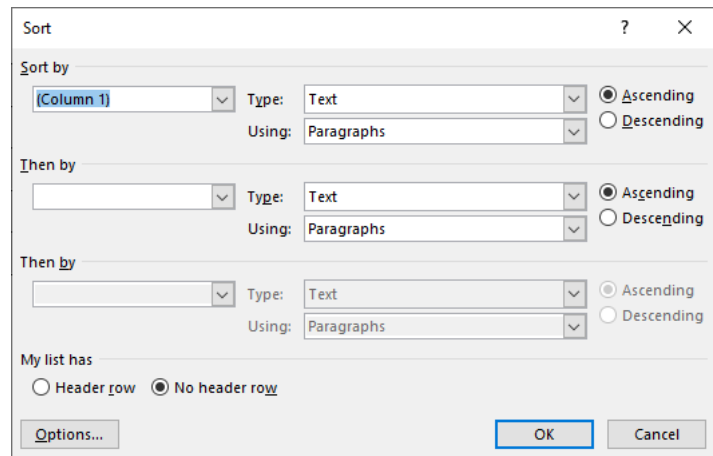 Sort ? ×
Sort by
(Column 1) Type: Text Ascending
Using: Paragraphs Descending
Then by
Type: Text Ascending
Using: Paragraphs Descending
Then by
Type: Text Ascending
Using: Paragraphs Descending
My list has
Header row No header row
Options... OK Cancel